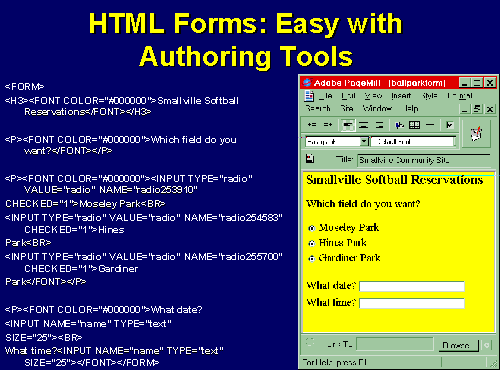 HTML Forms: Easy with
Authoring Tools
<FORM>
<H3><FONT COLOR="#000000">Smallville Softball
Reservations</FONT></H3>
<P><FONT COLOR="#000000">Which field do you
want?</FONT></P>
<P><FONT COLOR="#000000"><INPUT TYPE="radio"
VALUE="radio" NAME="radio253910"
CHECKED="1">Moseley Park<BR>
<INPUT TYPE="radio" VALUE="radio" NAME="radio254583"
CHECKED="1">Hines
Park<BR>
<INPUT TYPE="radio" VALUE="radio" NAME="radio255700"
CHECKED="1">Gardiner
Park</FONT></P>
<P><FONT COLOR="#000000">What date?
<INPUT NAME="name" TYPE="text"
SIZE="25"><BR>
What time?<INPUT NAME="name" TYPE="text"
SIZE="25"></FONT></FORM>
Adobe PageMill - [ballparkform]
File Edit View Insert Style Format
Search Site Window Help
Title: Smallville Community Site
Smallville Softball Reservations
Which field do you want?
Moseley Park
Hines Park
Gardiner Park
What date?
What time?
Link To: Browse...
For Help, press F1